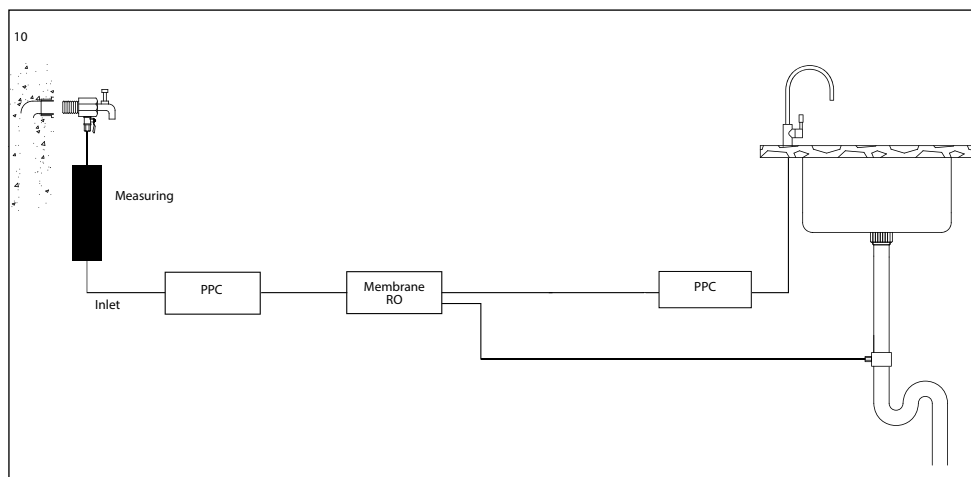 10
Measuring
Inlet
PPC
Membrane
RO
PPC